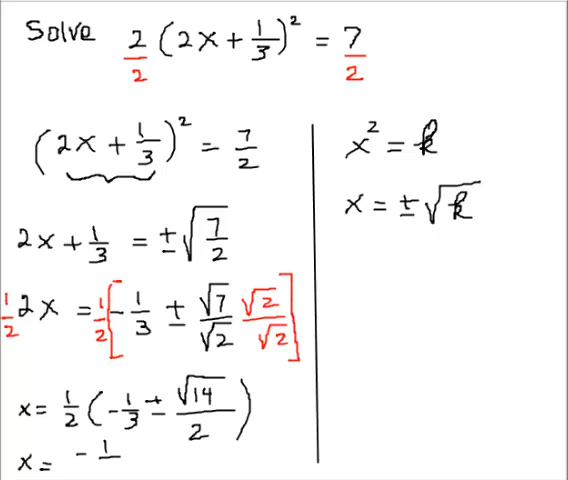 Solve 2/2 (2x + 1/3)² = 7/2
(2x + 1/3)² = 7/2
2x + 1/3 = ±√(7/2)
1/2 2x = 1/2 [-1/3 ± √7/√2 √2/√2]
x = 1/2 (-1/3 ± √14/2)
x = -1/
x² = k
x = ±√k